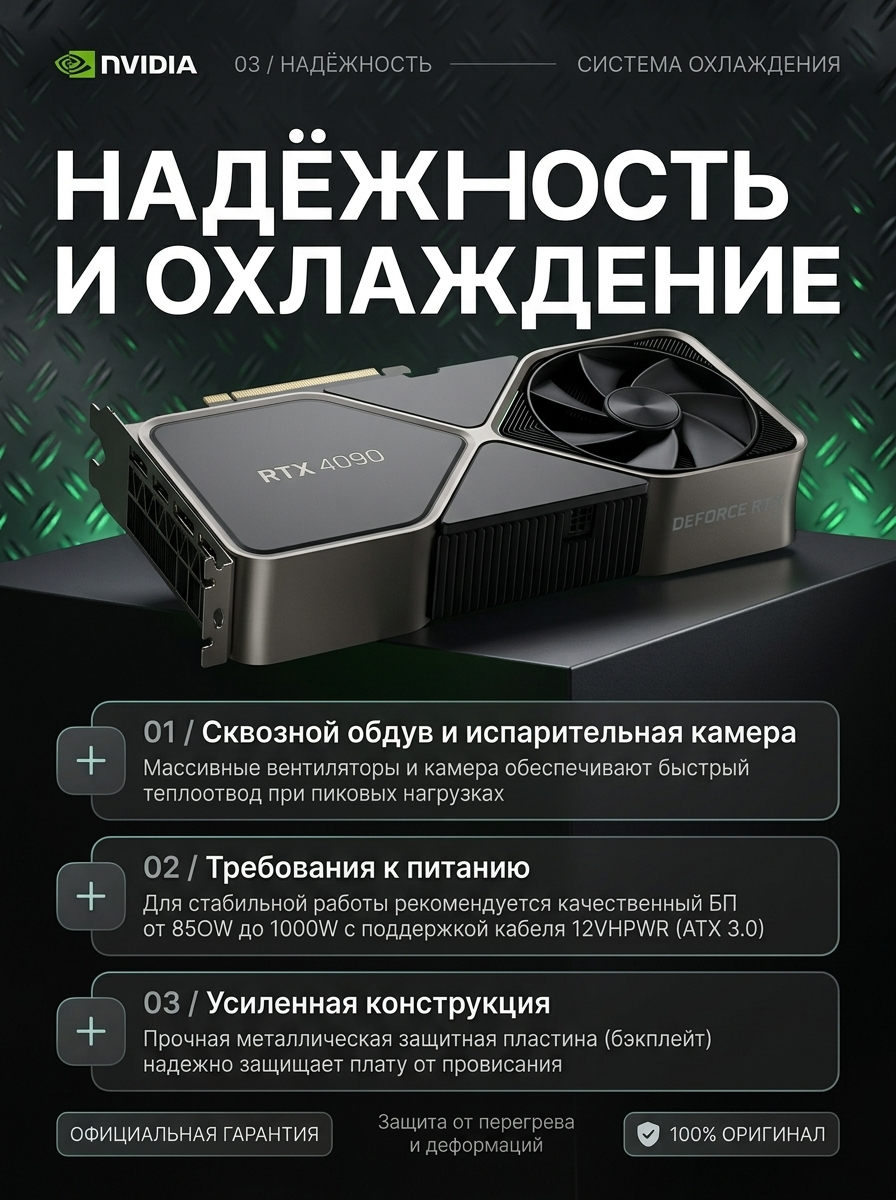 NVIDIA
03 / НАДЁЖНОСТЬ
СИСТЕМА ОХЛАЖДЕНИЯ
НАДЁЖНОСТЬ
И ОХЛАЖДЕНИЕ
RTX 4090
DEFORCE RT
01 / Сквозной обдув и испарительная камера
Массивные вентиляторы и камера обеспечивают быстрый
теплоотвод при пиковых нагрузках
02 / Требования к питанию
Для стабильной работы рекомендуется качественный БП
от 850W до 1000W с поддержкой кабеля 12VHPWR (ATX 3.0)
03 / Усиленная конструкция
Прочная металлическая защитная пластина (бэкплейт)
надежно защищает плату от провисания
ОФИЦИАЛЬНАЯ ГАРАНТИЯ
Защита от перегрева
и деформаций
100% ОРИГИНАЛ